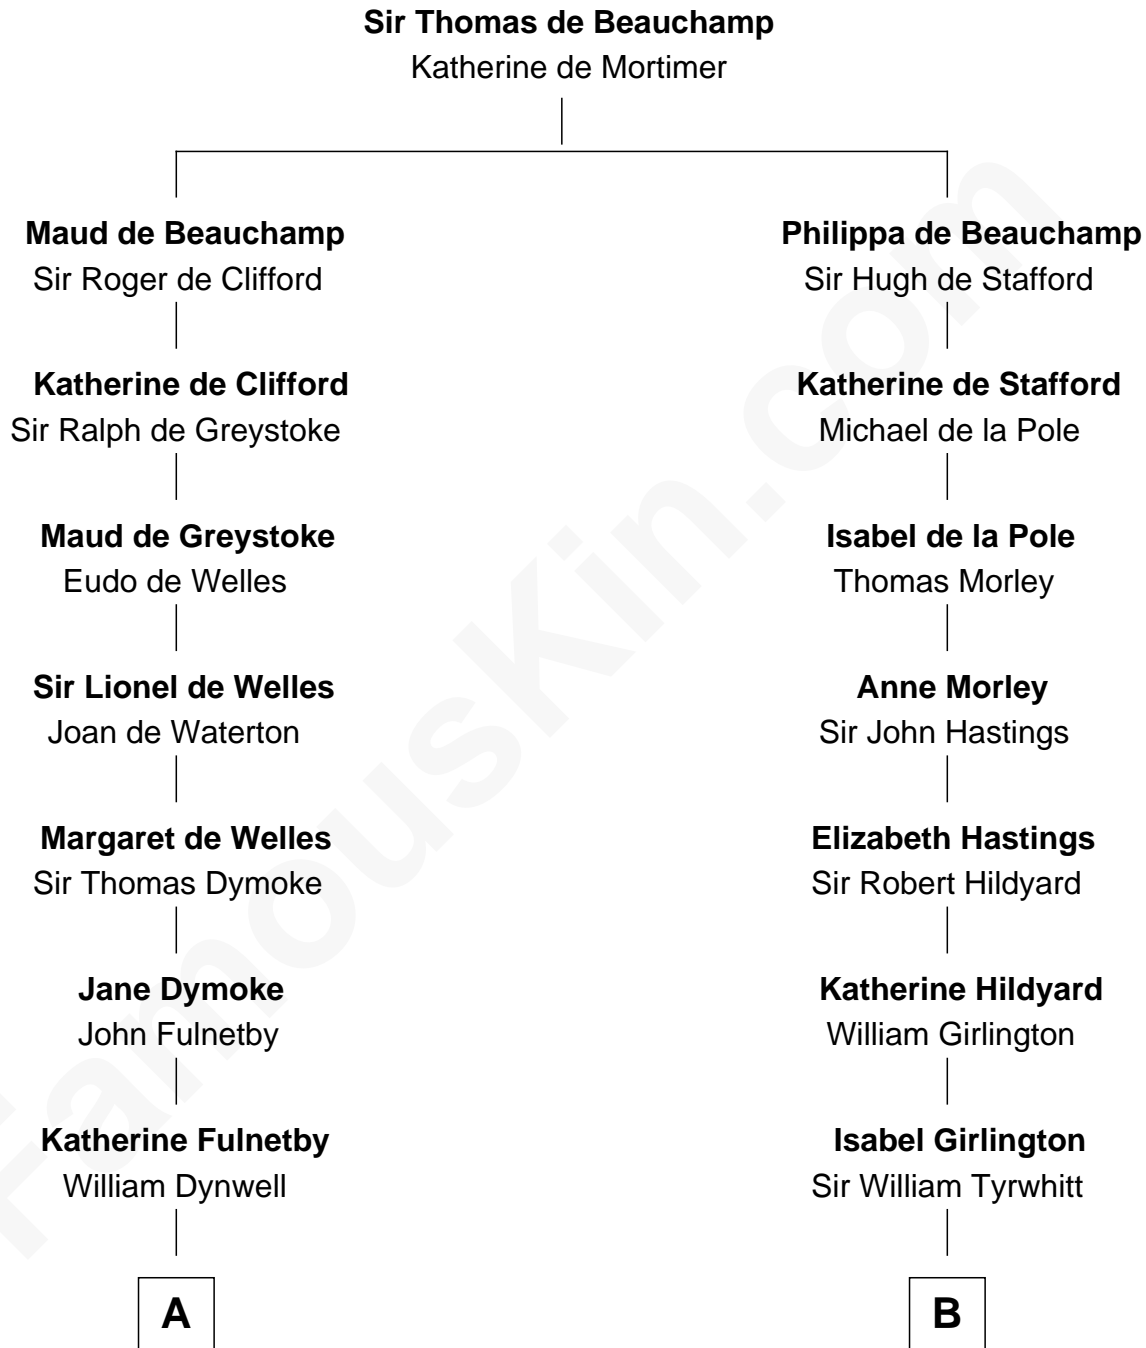 Sir Thomas de Beauchamp
Katherine de Mortimer
Maud de Beauchamp
Sir Roger de Clifford
Philippa de Beauchamp
Sir Hugh de Stafford
Katherine de Clifford
Sir Ralph de Greystoke
Katherine de Stafford
Michael de la Pole
Maud de Greystoke
Eudo de Welles
Isabel de la Pole
Thomas Morley
Sir Lionel de Welles
Joan de Waterton
Anne Morley
Sir John Hastings
Margaret de Welles
Sir Thomas Dymoke
Elizabeth Hastings
Sir Robert Hildyard
Jane Dymoke
John Fulnetby
Katherine Hildyard
William Girlington
Katherine Fulnetby
William Dynwell
Isabel Girlington
Sir William Tyrwhitt
A
B
FamousKin.com